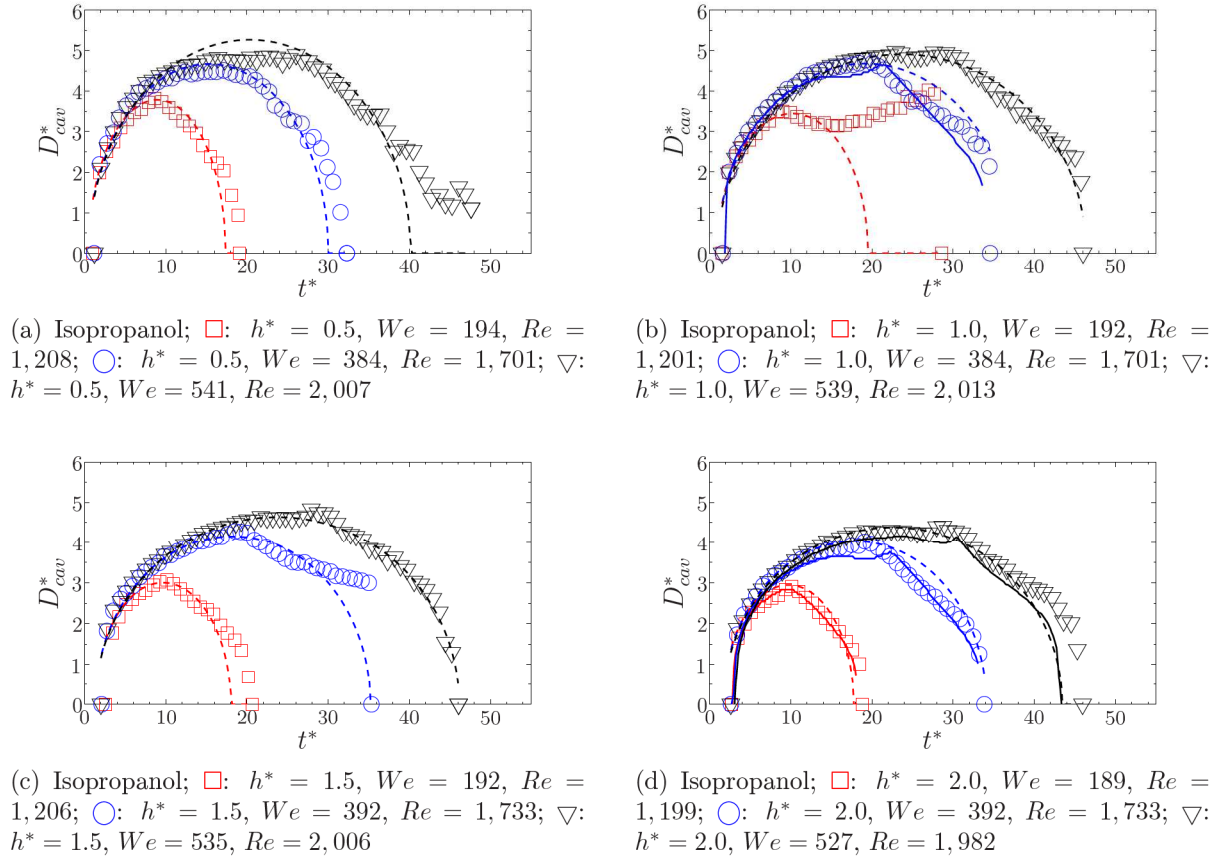 6
5
4
3
2
1
0
0 10 20 30 40 50
D*cav
t*
6
5
4
3
2
1
0
0 10 20 30 40 50
D*cav
t*
(a) Isopropanol; □: h* = 0.5, We = 194, Re =
1,208; ○: h* = 0.5, We = 384, Re = 1,701; ▽:
h* = 0.5, We = 541, Re = 2,007
(b) Isopropanol; □: h* = 1.0, We = 192, Re =
1,201; ○: h* = 1.0, We = 384, Re = 1,701; ▽:
h* = 1.0, We = 539, Re = 2,013
6
5
4
3
2
1
0
0 10 20 30 40 50
D*cav
t*
6
5
4
3
2
1
0
0 10 20 30 40 50
D*cav
t*
(c) Isopropanol; □: h* = 1.5, We = 192, Re =
1,206; ○: h* = 1.5, We = 392, Re = 1,733; ▽:
h* = 1.5, We = 535, Re = 2,006
(d) Isopropanol; □: h* = 2.0, We = 189, Re =
1,199; ○: h* = 2.0, We = 392, Re = 1,733; ▽:
h* = 2.0, We = 527, Re = 1,982